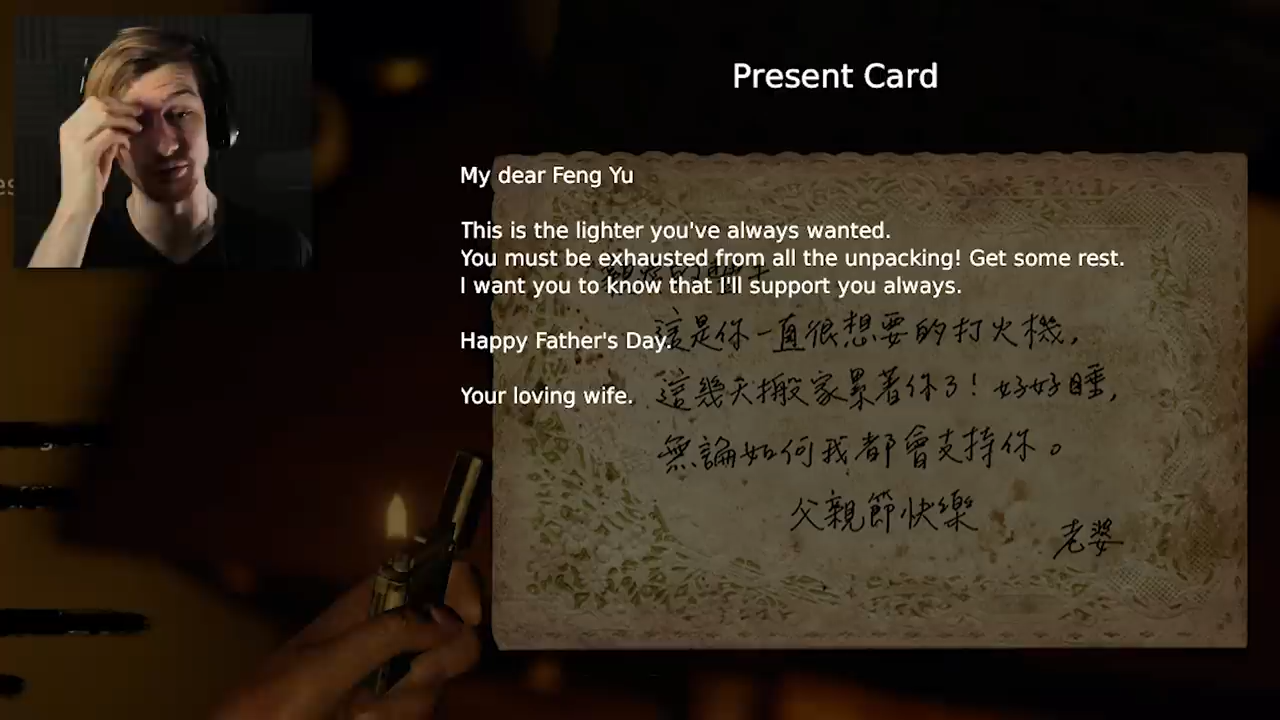 Present Card
My dear Feng Yu
This is the lighter you've always wanted.
You must be exhausted from all the unpacking! Get some rest.
I want you to know that I'll support you always.
Happy Father's Day.
Your loving wife.
這是你一直很想要的打火機,
這幾天搬家累著你了!好好睡,
無論如何我都會支持你。
父親節快樂
老婆